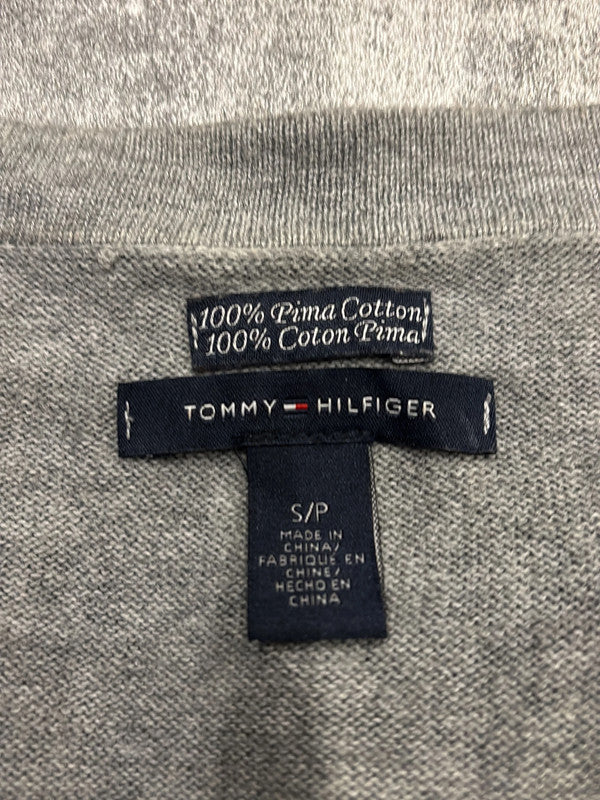 100% Pima Cotton
100% Coton Pima
TOMMY HILFIGER
S/P
MADE IN
CHINA/
FABRIQUE EN
CHINE/
HECHO EN
CHINA